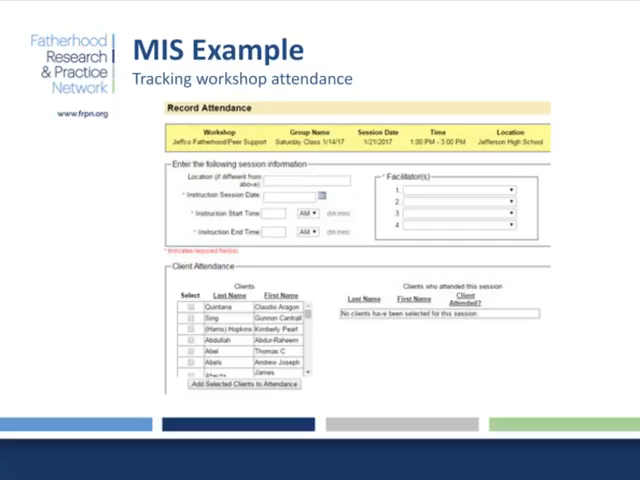 Fatherhood
Research
& Practice
Network
www.frpn.org
MIS Example
Tracking workshop attendance
Record Attendance
Workshop Group Name Session Date Time Location
Jeffco Fatherhood/Peer Support Saturday Class 1/14/17 1/21/2017 1:00 PM - 3:00 PM Jefferson High School
Enter the following session information
Location (if different from
above):
* Instruction Session Date:
* Instruction Start Time: AM (hh:mm)
* Instruction End Time: AM (hh:mm)
* Facilitator(s)
1.
2.
3.
4
* Indicates required field(s).
Client Attendance
Clients
Select Last Name First Name
Quintana Claudio Aragon
Sing Gunnon Cantrall
(Harris) Hopkins Kimberly Pearl
Abdullah Abdur-Raheem
Abel Thomas C
Abels Andrew Joseph
James
Add Selected Clients to Attendance
Clients who attended this session
Last Name First Name Client
Attended?
No clients have been selected for this session.